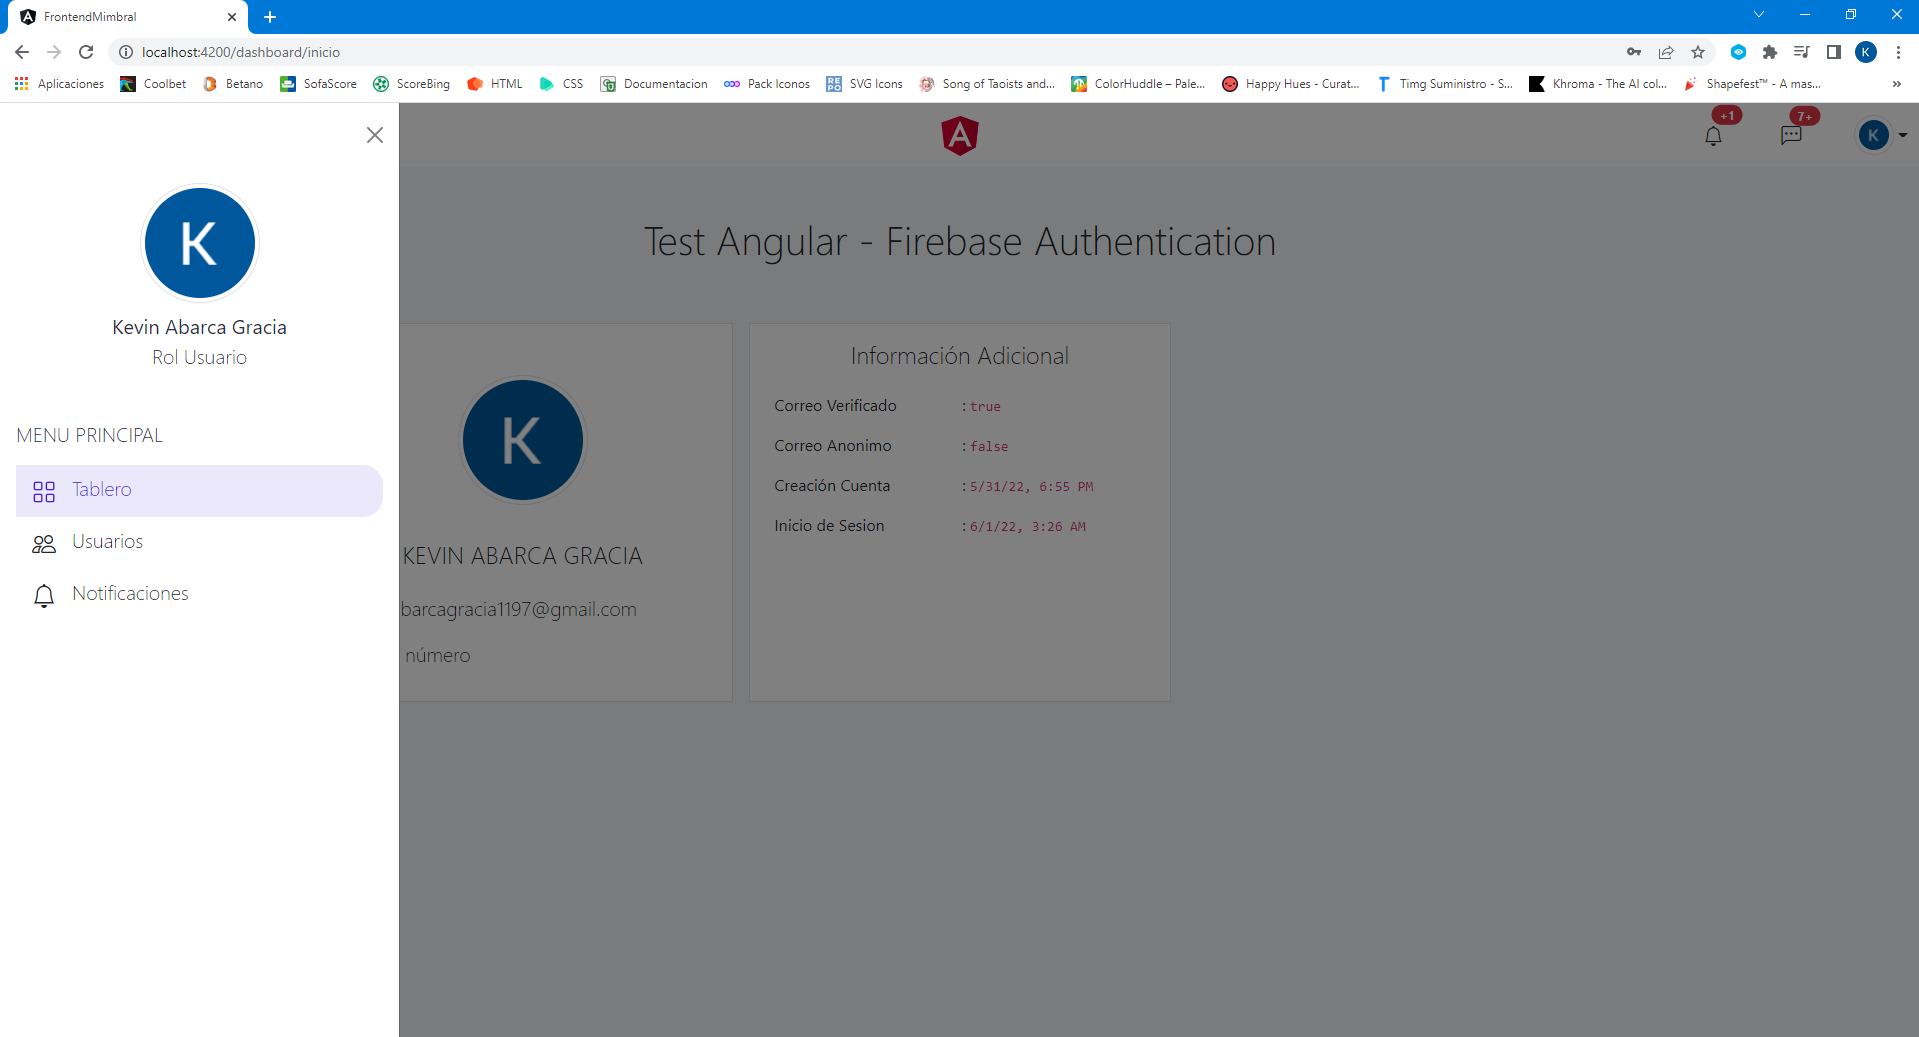 FrontendMimbral
localhost:4200/dashboard/inicio
K
Aplicaciones Coolbet Betano SofaScore ScoreBing HTML CSS Documentacion Pack Iconos REPO SVG Icons Song of Taoists and... ColorHuddle – Pale... Happy Hues - Curat... Timg Suministro - S... Khroma - The AI col... Shapefest™ - A mas... »
A
+1
7+
K
K
Kevin Abarca Gracia
Rol Usuario
MENU PRINCIPAL
Tablero
Usuarios
Notificaciones
Test Angular - Firebase Authentication
K
KEVIN ABARCA GRACIA
barcagracia1197@gmail.com
número
Información Adicional
Correo Verificado : true
Correo Anonimo : false
Creación Cuenta : 5/31/22, 6:55 PM
Inicio de Sesion : 6/1/22, 3:26 AM